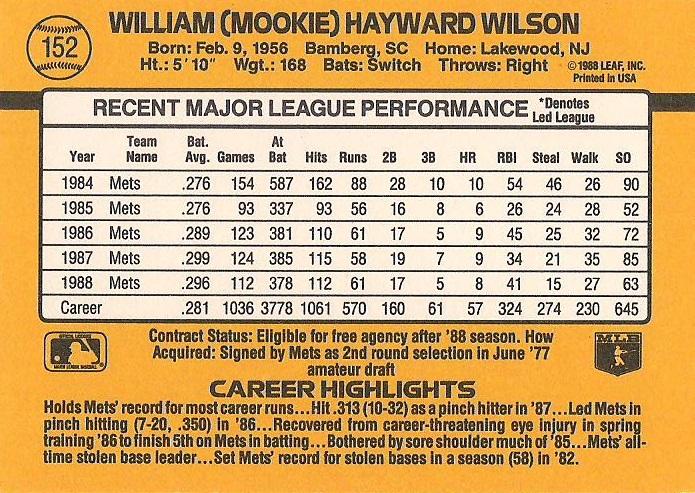 152
WILLIAM (MOOKIE) HAYWARD WILSON
Born: Feb. 9, 1956 Bamberg, SC Home: Lakewood, NJ
Ht.: 5' 10" Wgt.: 168 Bats: Switch Throws: Right ©1988 LEAF, INC.
Printed in USA
RECENT MAJOR LEAGUE PERFORMANCE *Denotes
Led League
Year Team Name Bat. Avg. Games At Bat Hits Runs 2B 3B HR RBI Steal Walk SO
1984 Mets .276 154 587 162 88 28 10 10 54 46 26 90
1985 Mets .276 93 337 93 56 16 8 6 26 24 28 52
1986 Mets .289 123 381 110 61 17 5 9 45 25 32 72
1987 Mets .299 124 385 115 58 19 7 9 34 21 35 85
1988 Mets .296 112 378 112 61 17 5 8 41 15 27 63
Career .281 1036 3778 1061 570 160 61 57 324 274 230 645
Contract Status: Eligible for free agency after '88 season. How
Acquired: Signed by Mets as 2nd round selection in June '77
amateur draft
OFFICIAL LICENSEE
MAJOR LEAGUE BASEBALL
MLB
CAREER HIGHLIGHTS
Holds Mets' record for most career runs...Hit .313 (10-32) as a pinch hitter in '87...Led Mets in
pinch hitting (7-20, .350) in '86...Recovered from career-threatening eye injury in spring
training '86 to finish 5th on Mets in batting...Bothered by sore shoulder much of '85...Mets' all-
time stolen base leader...Set Mets' record for stolen bases in a season (58) in '82.